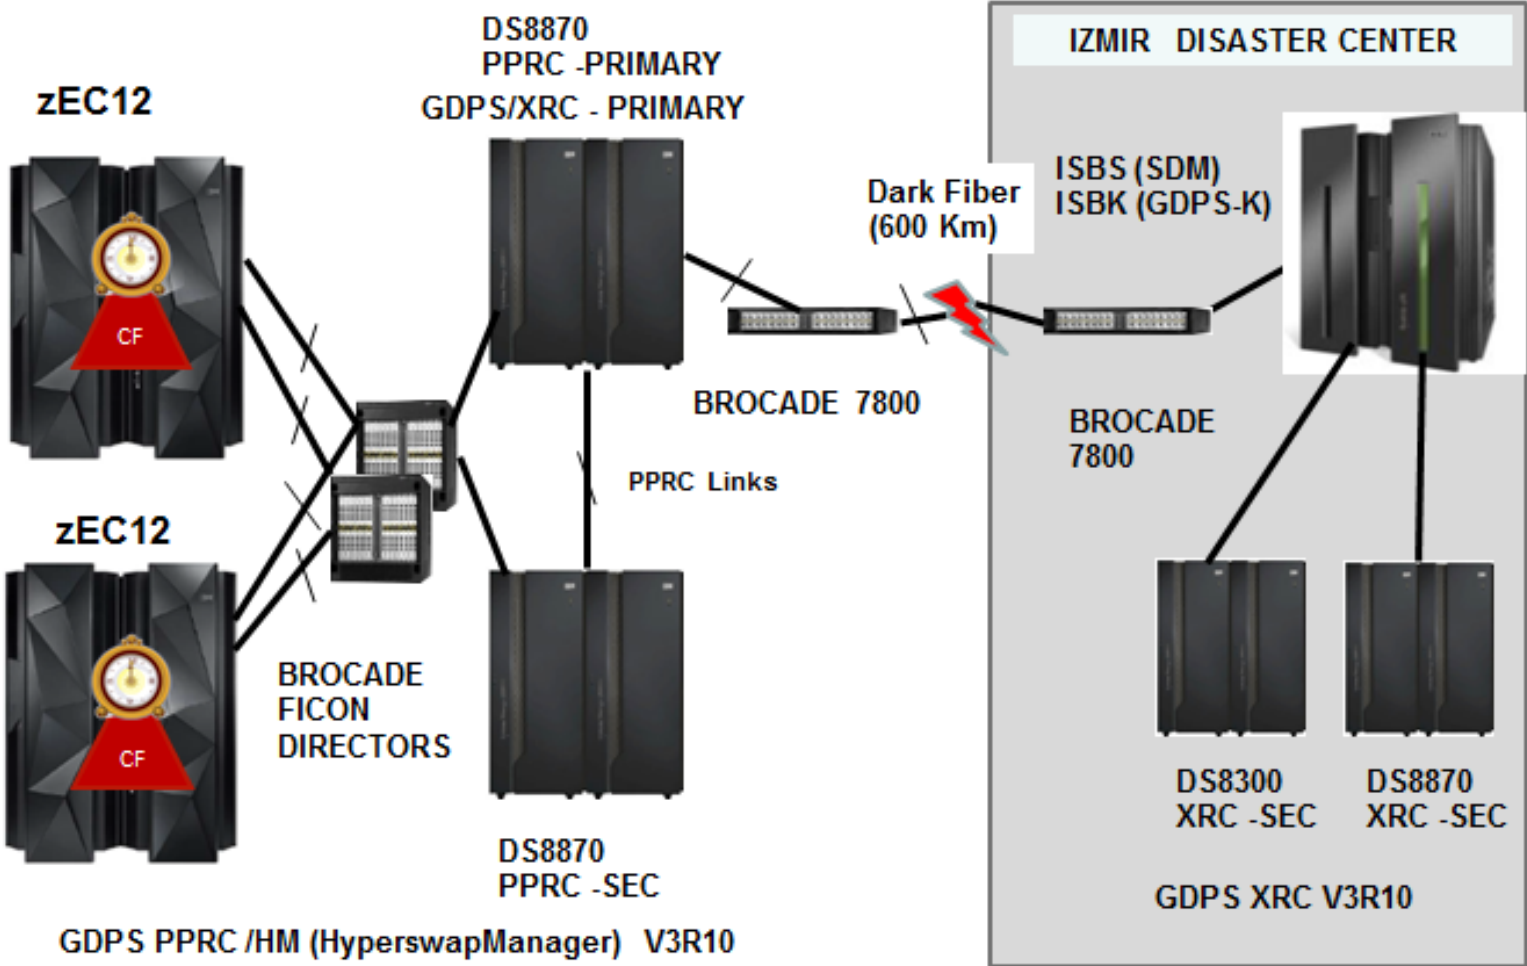 DS8870
PPRC -PRIMARY
GDPS/XRC - PRIMARY
zEC12
CF
zEC12
CF
BROCADE
FICON
DIRECTORS
PPRC Links
DS8870
PPRC -SEC
GDPS PPRC /HM (HyperswapManager) V3R10
BROCADE 7800
Dark Fiber
(600 Km)
IZMIR DISASTER CENTER
ISBS (SDM)
ISBK (GDPS-K)
BROCADE
7800
DS8300
XRC -SEC
DS8870
XRC -SEC
GDPS XRC V3R10